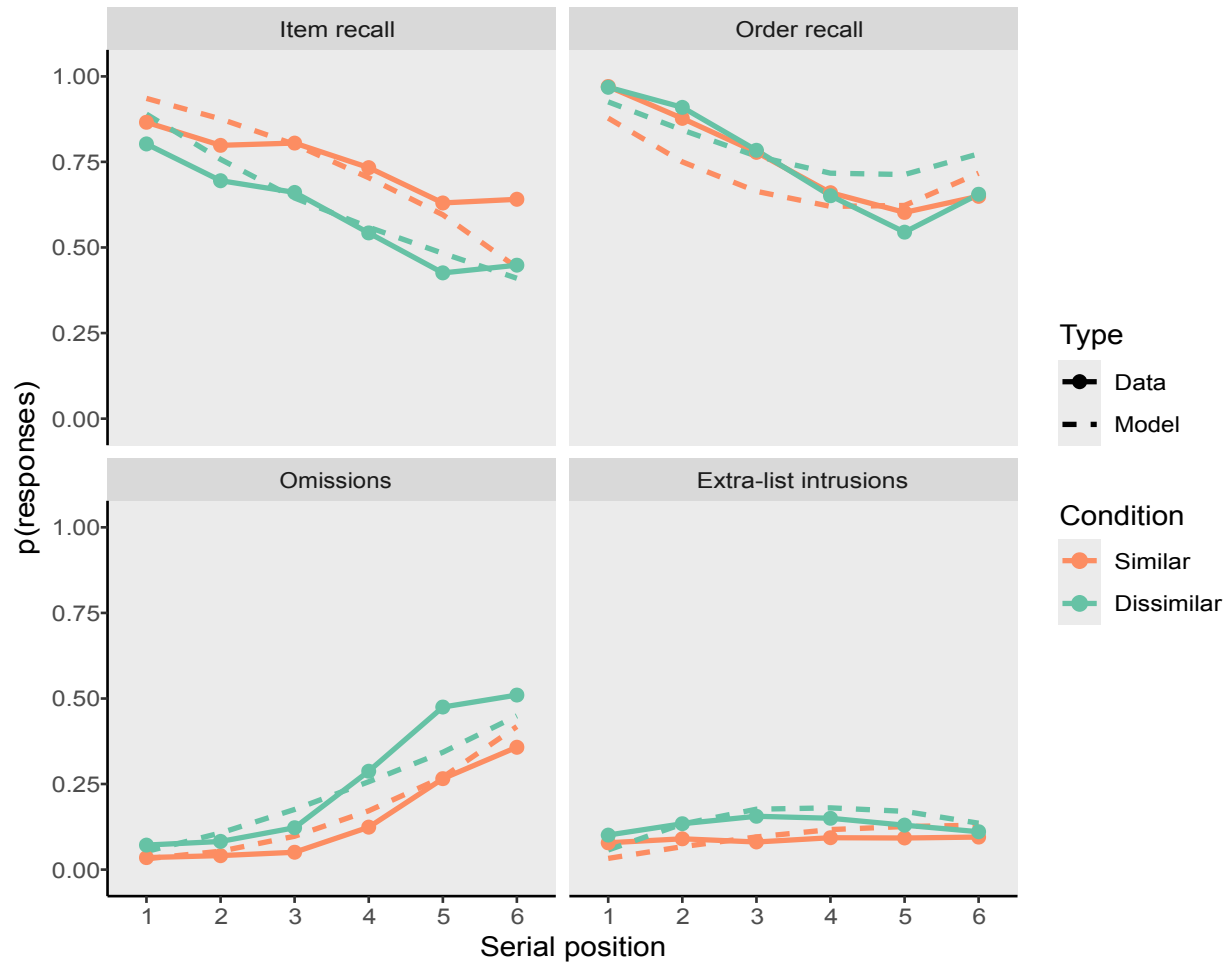 Item recall
Order recall
1.00
0.75
0.50
0.25
0.00
Omissions
Extra-list intrusions
1.00
0.75
0.50
0.25
0.00
1 2 3 4 5 6
1 2 3 4 5 6
Serial position
p(responses)
Type
Data
Model
Condition
Similar
Dissimilar